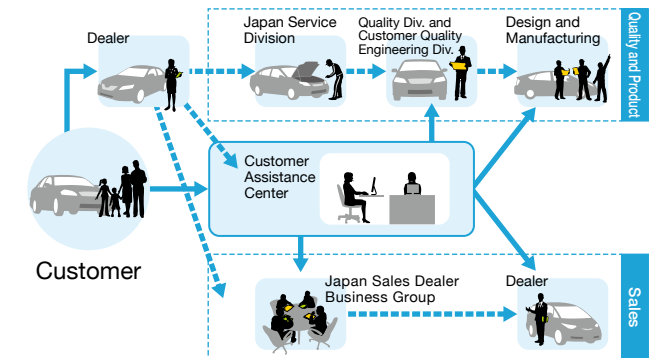 Dealer
Japan Service
Division
Quality Div. and
Customer Quality
Engineering Div.
Design and
Manufacturing
Quality and Product
Customer
Assistance
Center
Customer
Japan Sales Dealer
Business Group
Dealer
Sales